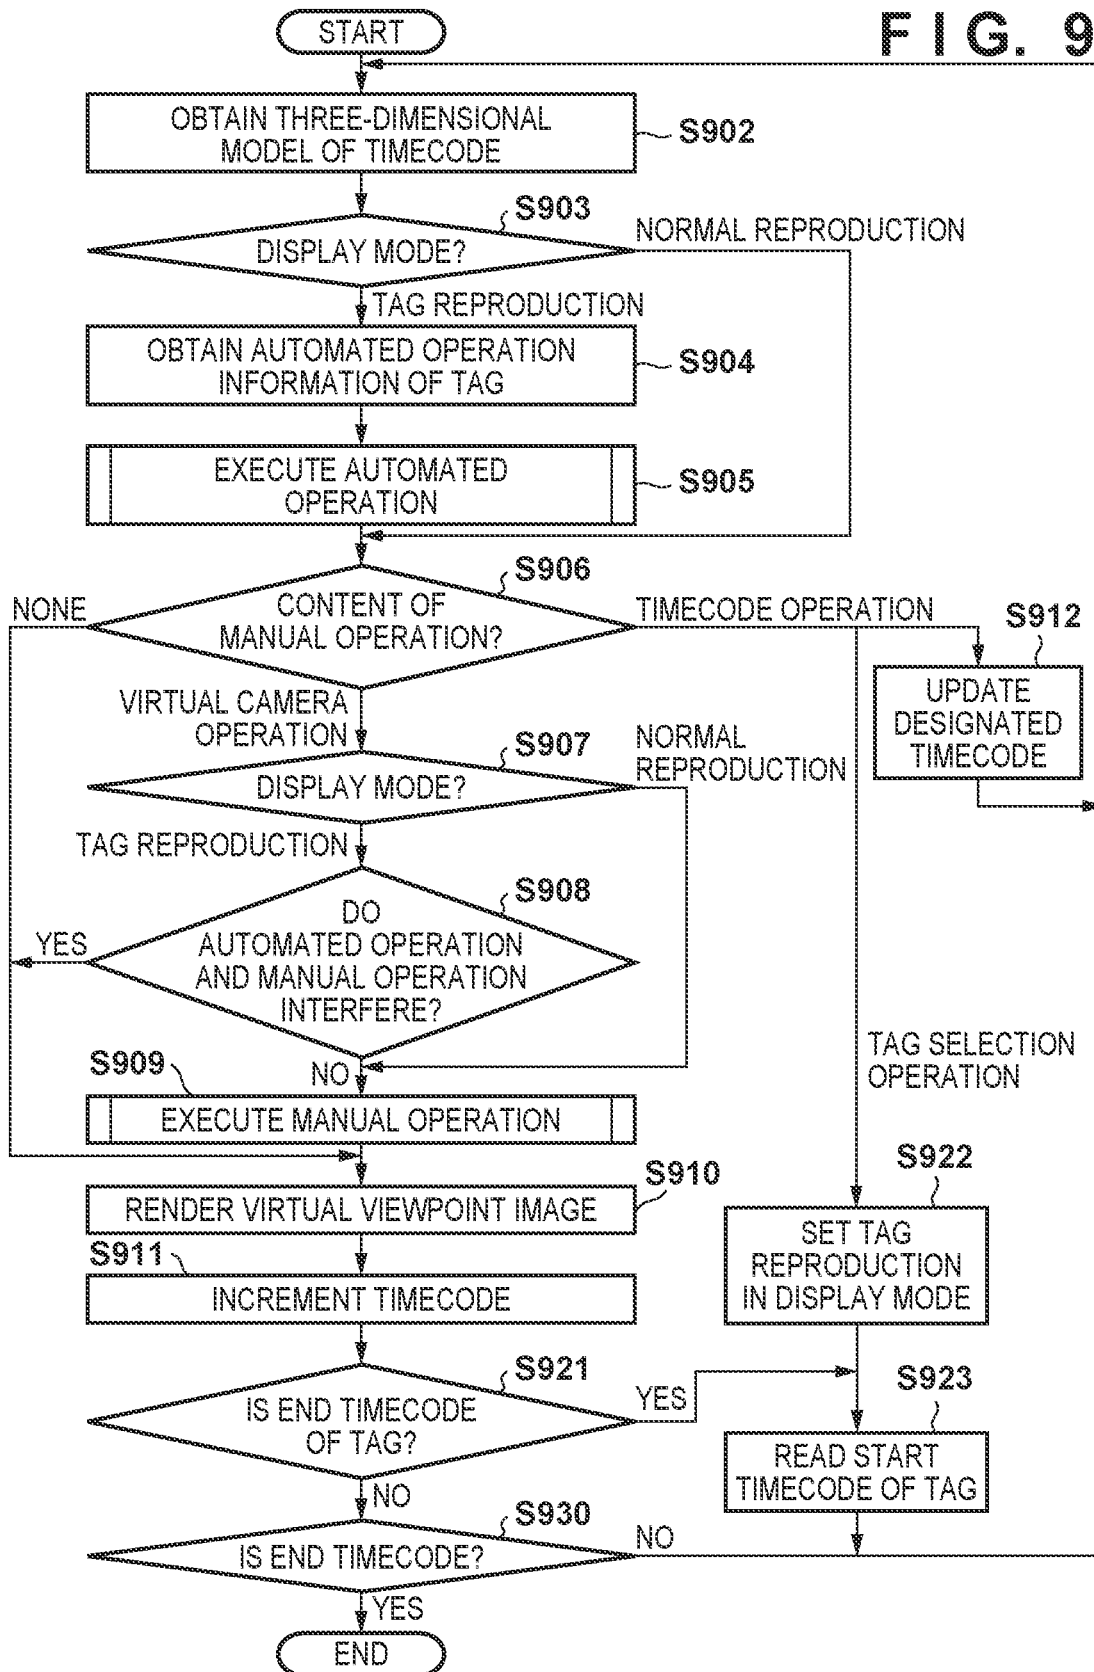 START
FIG. 9
OBTAIN THREE-DIMENSIONAL
MODEL OF TIMECODE
S902
S903
DISPLAY MODE?
NORMAL REPRODUCTION
TAG REPRODUCTION
OBTAIN AUTOMATED OPERATION
INFORMATION OF TAG
S904
EXECUTE AUTOMATED
OPERATION
S905
S906
NONE
CONTENT OF
MANUAL OPERATION?
TIMECODE OPERATION
S912
UPDATE
DESIGNATED
TIMECODE
VIRTUAL CAMERA
OPERATION
S907
NORMAL
REPRODUCTION
DISPLAY MODE?
TAG REPRODUCTION
S908
YES
DO
AUTOMATED OPERATION
AND MANUAL OPERATION
INTERFERE?
NO
TAG SELECTION
OPERATION
S909
EXECUTE MANUAL OPERATION
S910
RENDER VIRTUAL VIEWPOINT IMAGE
S922
SET TAG
REPRODUCTION
IN DISPLAY MODE
S911
INCREMENT TIMECODE
S921
IS END TIMECODE
OF TAG?
YES
S923
READ START
TIMECODE OF TAG
NO
S930
IS END TIMECODE?
NO
YES
END